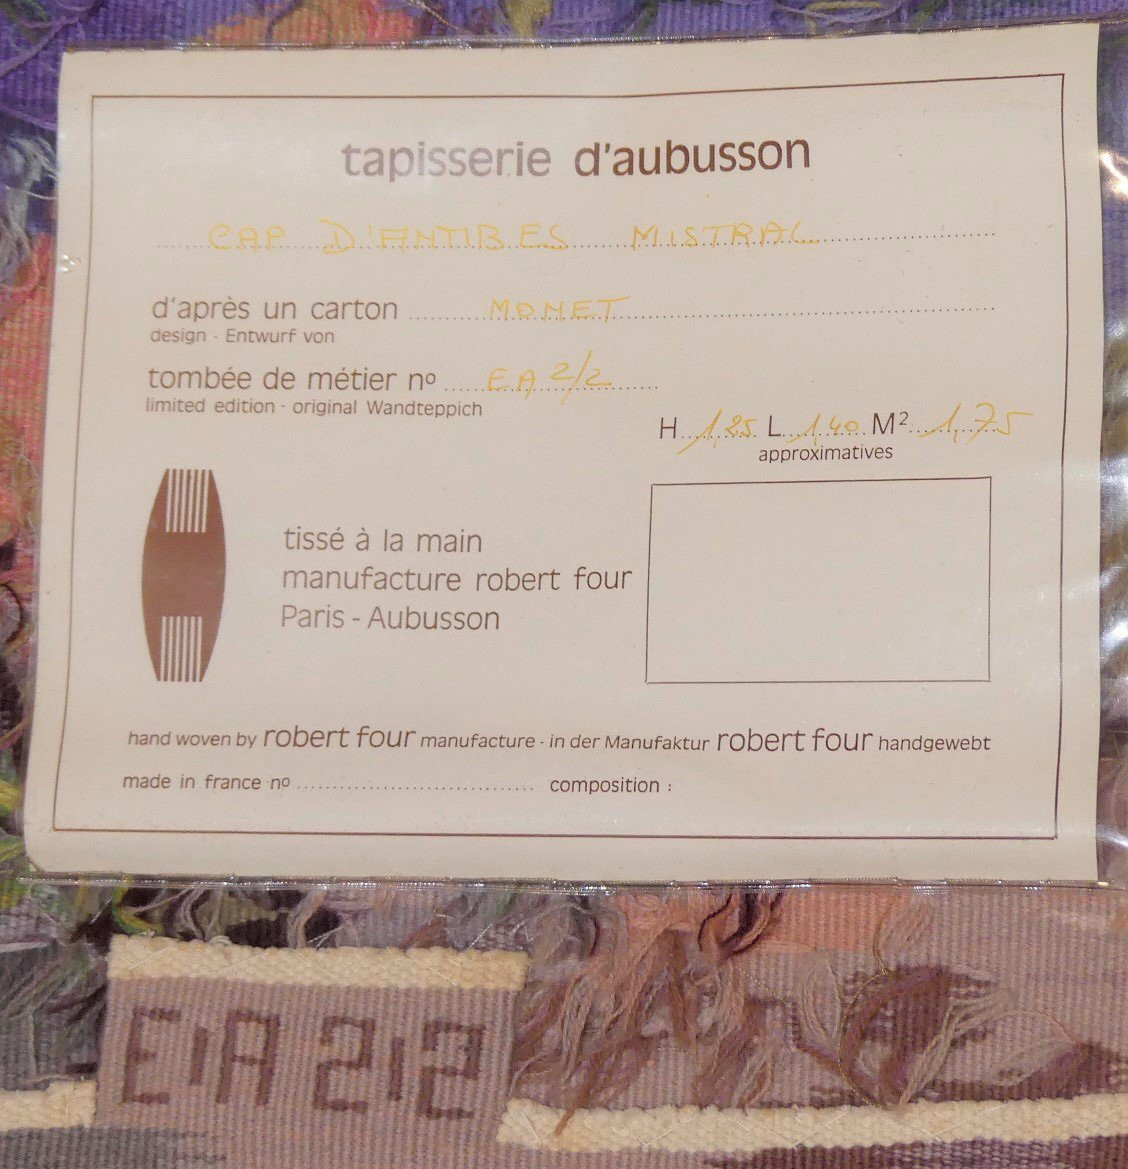 tapisserie d'aubusson
CAP D'ANTIBES MISTRAL
d'après un carton MONET
design - Entwurf von
tombée de métier nº EA 2/2
limited edition - original Wandteppich
H 1,25 L 1,40 M² 1,75
approximatives
tissé à la main
manufacture robert four
Paris - Aubusson
hand woven by robert four manufacture - in der Manufaktur robert four handgewebt
made in france nº composition :
E A 2 2